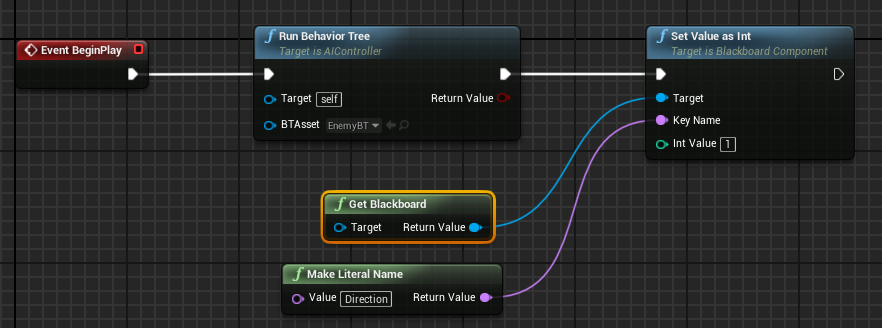 Event BeginPlay
f Run Behavior Tree
Target is AIController
Target self
Return Value
BTAsset EnemyBT
f Set Value as Int
Target is Blackboard Component
Target
Key Name
Int Value 1
f Get Blackboard
Target Return Value
f Make Literal Name
Value Direction Return Value